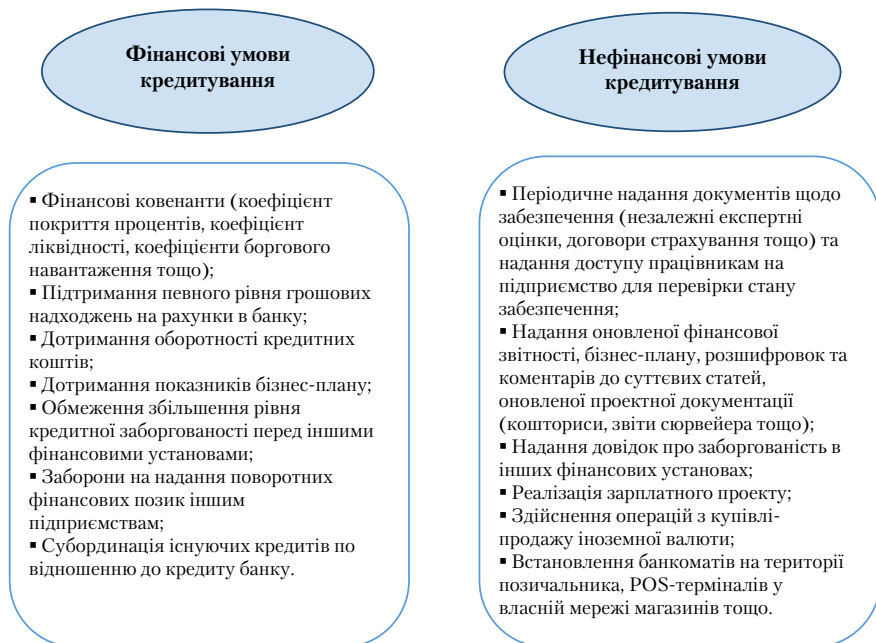 Фінансові умови
кредитування
▪ Фінансові ковенанти (коефіцієнт
покриття процентів, коефіцієнт
ліквідності, коефіцієнти боргового
навантаження тощо);
▪ Підтримання певного рівня грошових
надходжень на рахунки в банку;
▪ Дотримання оборотності кредитних
коштів;
▪ Дотримання показників бізнес-плану;
▪ Обмеження збільшення рівня
кредитної заборгованості перед іншими
фінансовими установами;
▪ Заборони на надання поворотних
фінансових позик іншим
підприємствам;
▪ Субординація існуючих кредитів по
відношенню до кредиту банку.
Нефінансові умови
кредитування
▪ Періодичне надання документів щодо
забезпечення (незалежні експертні
оцінки, договори страхування тощо) та
надання доступу працівникам на
підприємство для перевірки стану
забезпечення;
▪ Надання оновленої фінансової
звітності, бізнес-плану, розшифровок та
коментарів до суттєвих статей,
оновленої проектної документації
(кошториси, звіти сюрвейера тощо);
▪ Надання довідок про заборгованість в
інших фінансових установах;
▪ Реалізація зарплатного проекту;
▪ Здійснення операцій з купівлі-
продажу іноземної валюти;
▪ Встановлення банкоматів на території
позичальника, POS-терміналів у
власній мережі магазинів тощо.